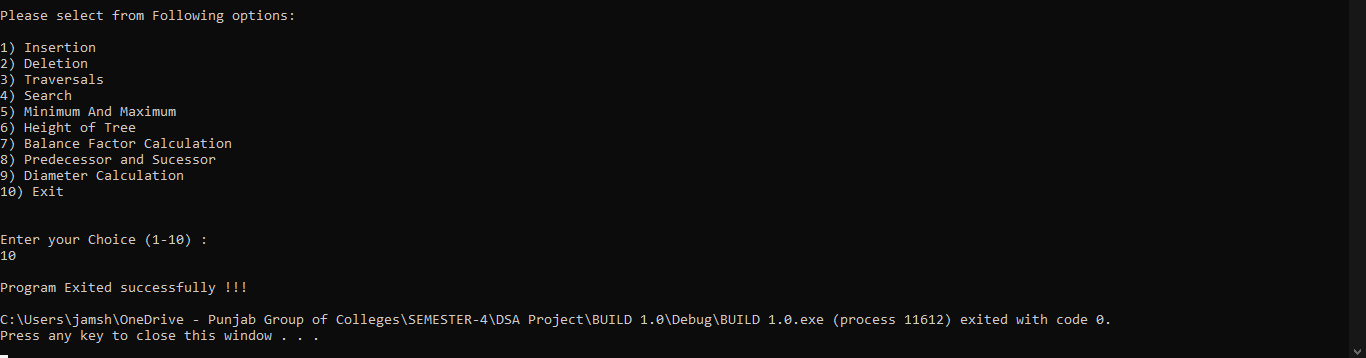 Please select from Following options:
1) Insertion
2) Deletion
3) Traversals
4) Search
5) Minimum And Maximum
6) Height of Tree
7) Balance Factor Calculation
8) Predecessor and Sucessor
9) Diameter Calculation
10) Exit
Enter your Choice (1-10) :
10
Program Exited successfully !!!
C:\Users\jamsh\OneDrive - Punjab Group of Colleges\SEMESTER-4\DSA Project\BUILD 1.0\Debug\BUILD 1.0.exe (process 11612) exited with code 0.
Press any key to close this window . . .